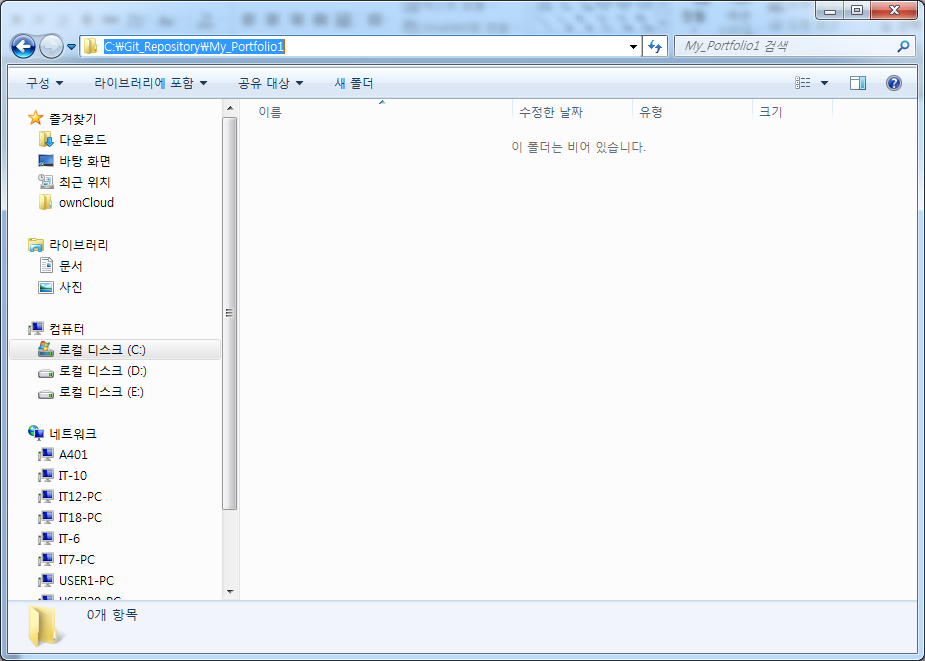 C:₩Git_Repository₩My_Portfolio1
My_Portfolio1 검색
구성 라이브러리에 포함 공유 대상 새 폴더
이름 수정한 날짜 유형 크기
이 폴더는 비어 있습니다.
즐겨찾기
다운로드
바탕 화면
최근 위치
ownCloud
라이브러리
문서
사진
컴퓨터
로컬 디스크 (C:)
로컬 디스크 (D:)
로컬 디스크 (E:)
네트워크
A401
IT-10
IT12-PC
IT18-PC
IT-6
IT7-PC
USER1-PC
0개 항목